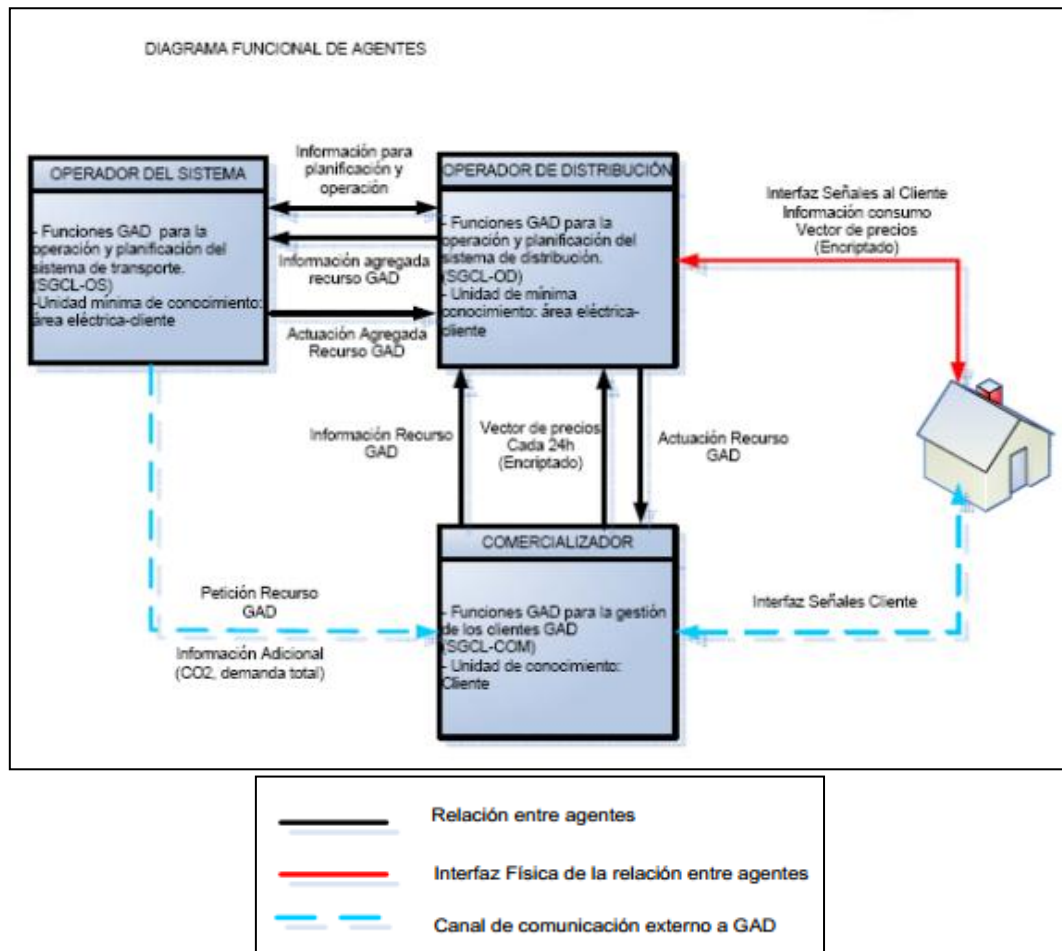 DIAGRAMA FUNCIONAL DE AGENTES
OPERADOR DEL SISTEMA
- Funciones GAD para la
operación y planificación del
sistema de transporte.
(SGCL-OS)
-Unidad mínima de conocimiento:
área eléctrica-cliente
Información para
planificación y
operación
Información agregada
recurso GAD
Actuación Agregada
Recurso GAD
OPERADOR DE DISTRIBUCIÓN
- Funciones GAD para la
operación y planificación del
sistema de distribución.
(SGCL-OD)
- Unidad de mínima
conocimiento: área eléctrica-
cliente
Interfaz Señales al Cliente
Información consumo
Vector de precios
(Encriptado)
Información Recurso
GAD
Vector de precios
Cada 24h
(Encriptado)
Actuación Recurso
GAD
Petición Recurso
GAD
Información Adicional
(CO2, demanda total)
COMERCIALIZADOR
- Funciones GAD para la gestión
de los clientes GAD
(SGCL-COM)
- Unidad de conocimiento:
Cliente
Interfaz Señales Cliente
Relación entre agentes
Interfaz Física de la relación entre agentes
Canal de comunicación externo a GAD